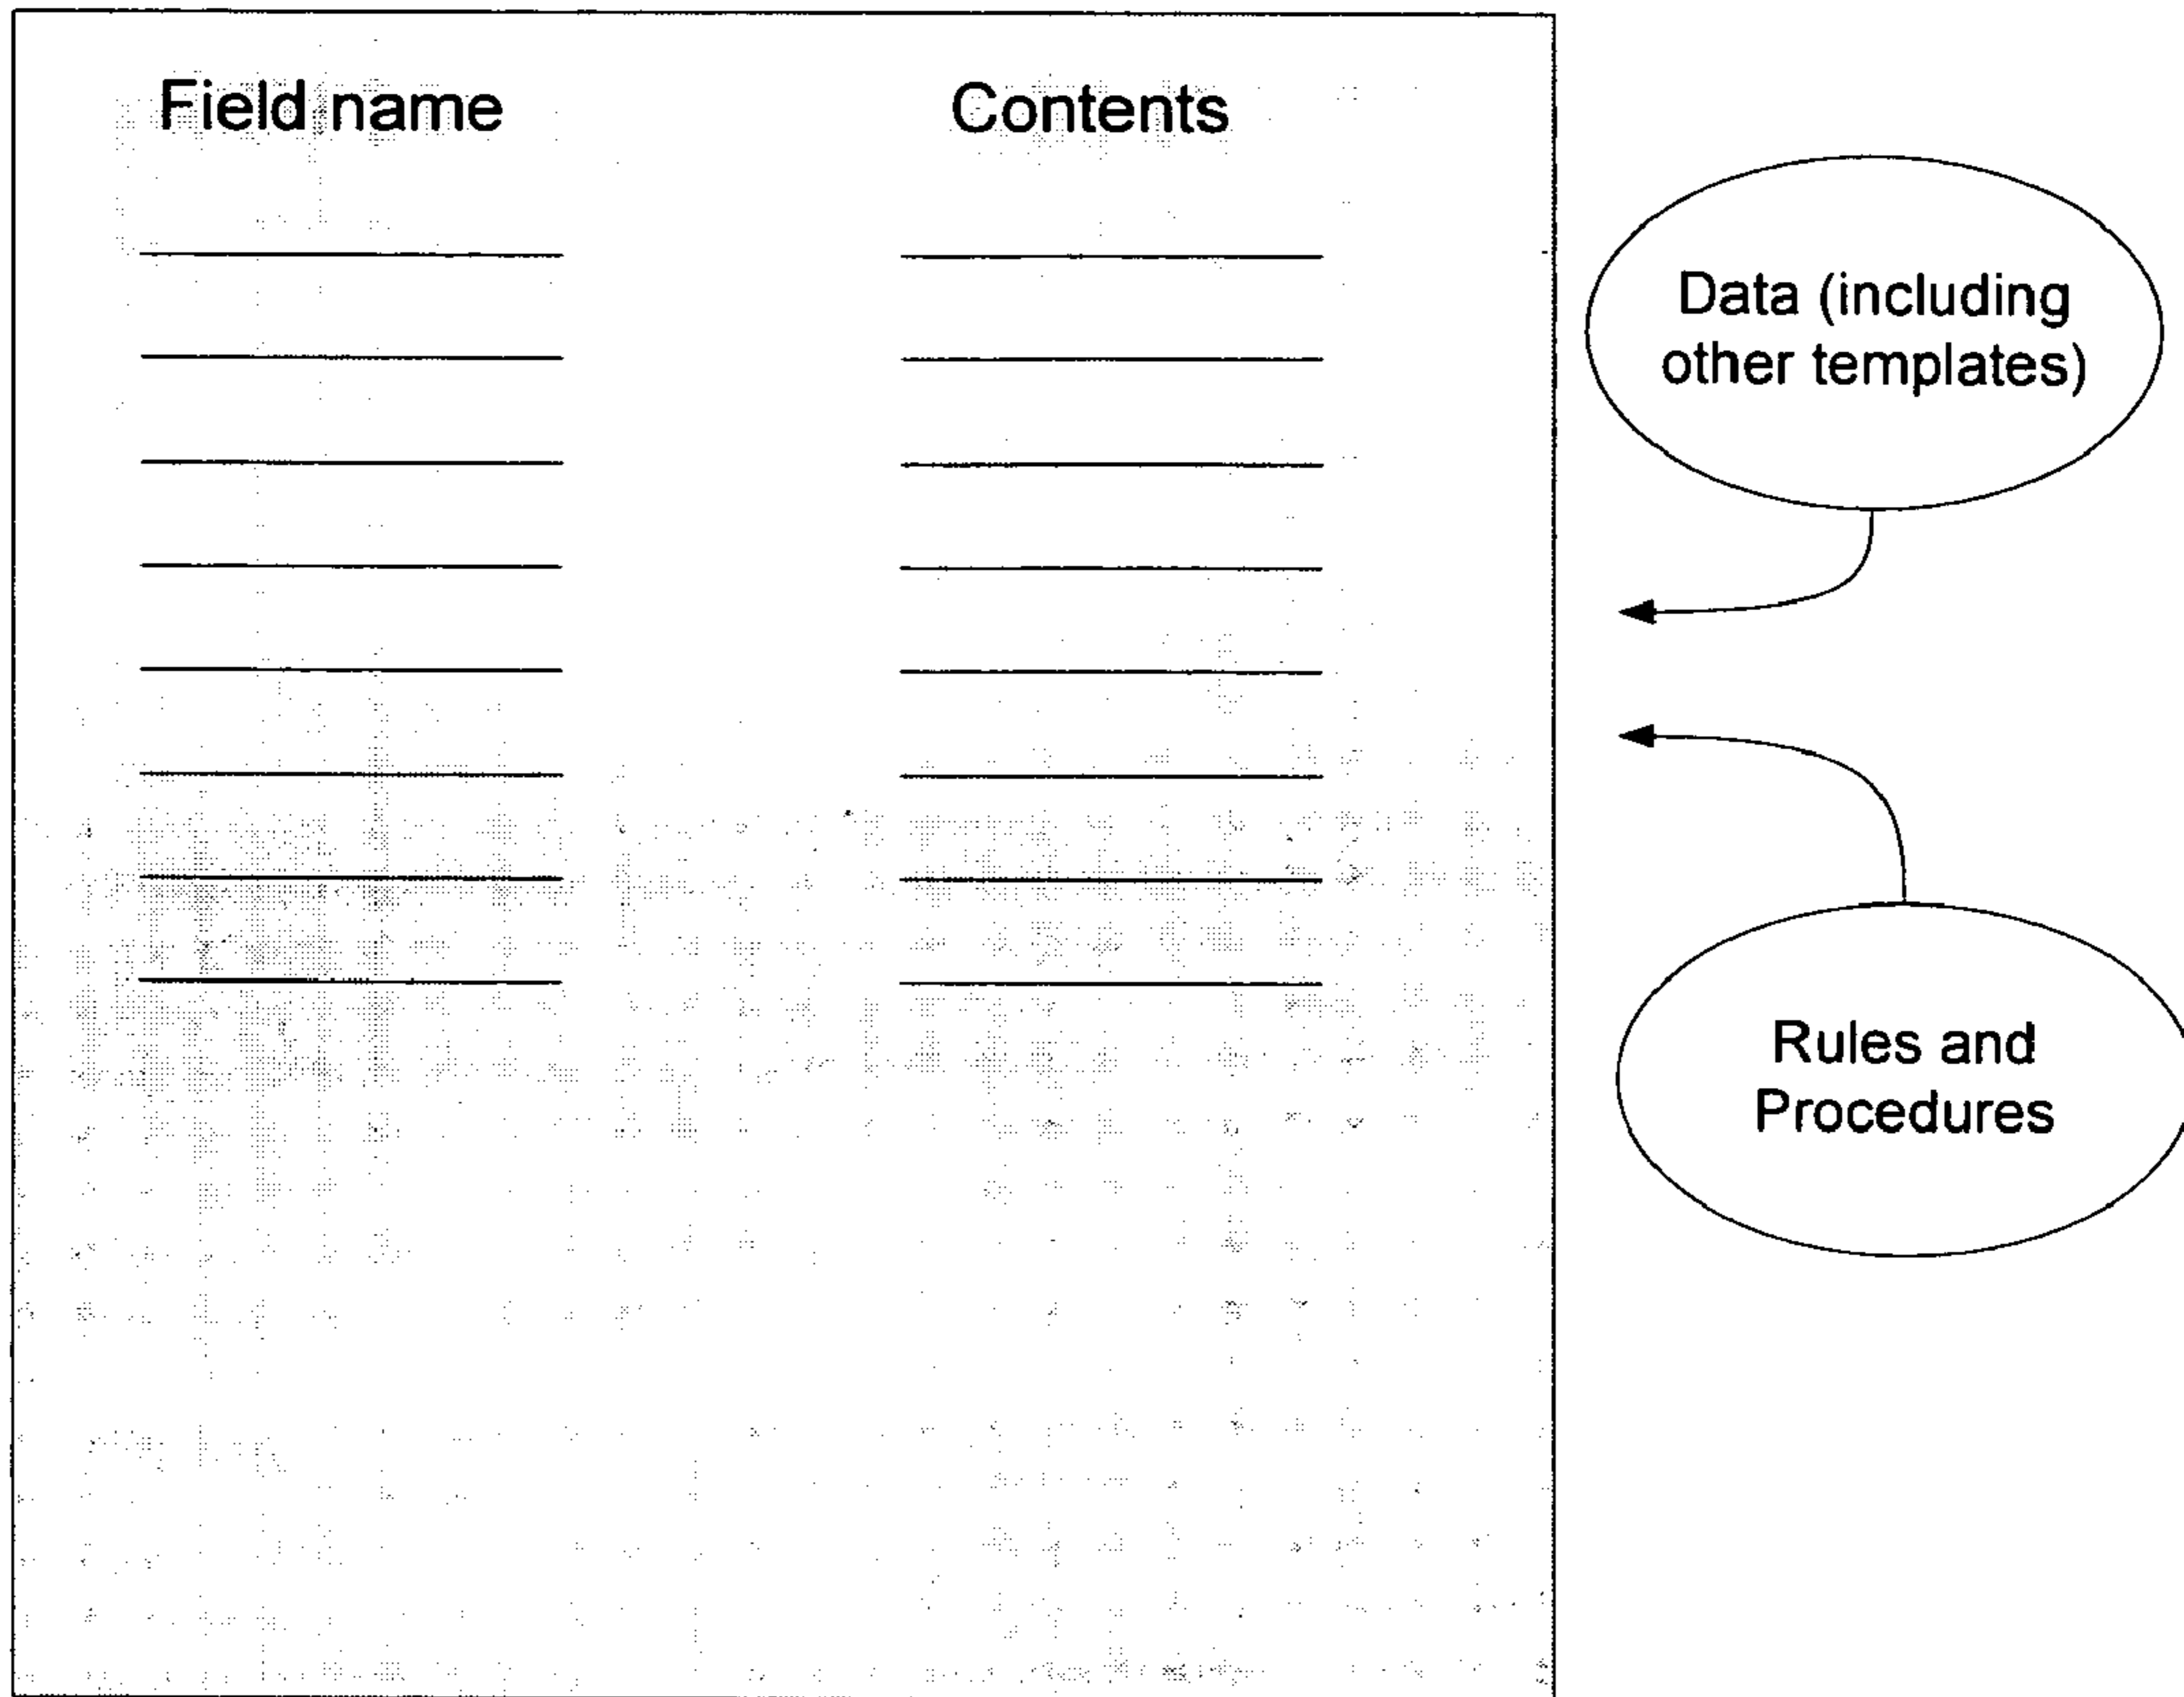 Field name
Contents
Data (including
other templates)
Rules and
Procedures